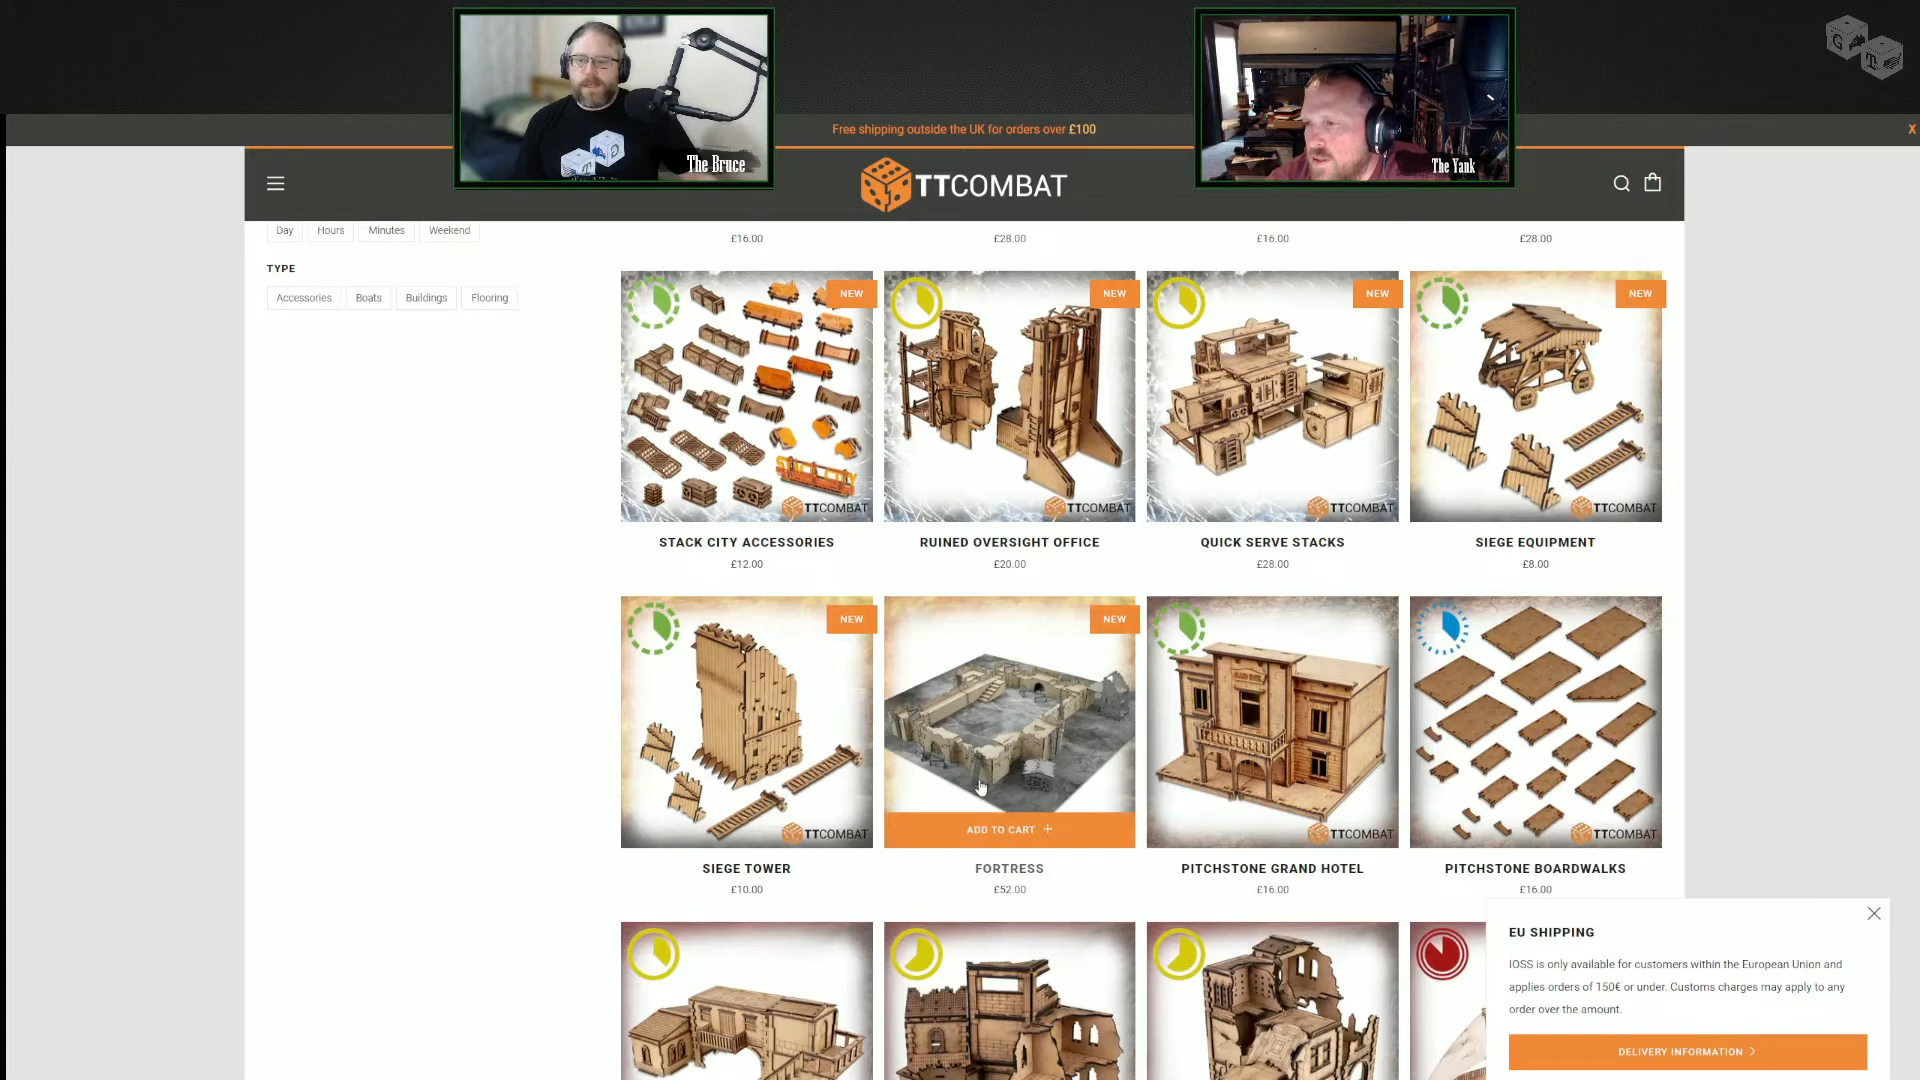 The Bruce
The Yank
G
T
Free shipping outside the UK for orders over £100
X
TTCOMBAT
Day
Hours
Minutes
Weekend
£16.00
£28.00
£16.00
£28.00
TYPE
Accessories
Boats
Buildings
Flooring
NEW
NEW
NEW
NEW
STACK CITY
TTCOMBAT
TTCOMBAT
TTCOMBAT
TTCOMBAT
STACK CITY ACCESSORIES
RUINED OVERSIGHT OFFICE
QUICK SERVE STACKS
SIEGE EQUIPMENT
£12.00
£20.00
£28.00
£8.00
NEW
NEW
GRAND HOTEL
TTCOMBAT
ADD TO CART +
TTCOMBAT
TTCOMBAT
SIEGE TOWER
FORTRESS
PITCHSTONE GRAND HOTEL
PITCHSTONE BOARDWALKS
£10.00
£52.00
£16.00
£16.00
EU SHIPPING
IOSS is only available for customers within the European Union and
applies orders of 150€ or under. Customs charges may apply to any
order over the amount.
DELIVERY INFORMATION >